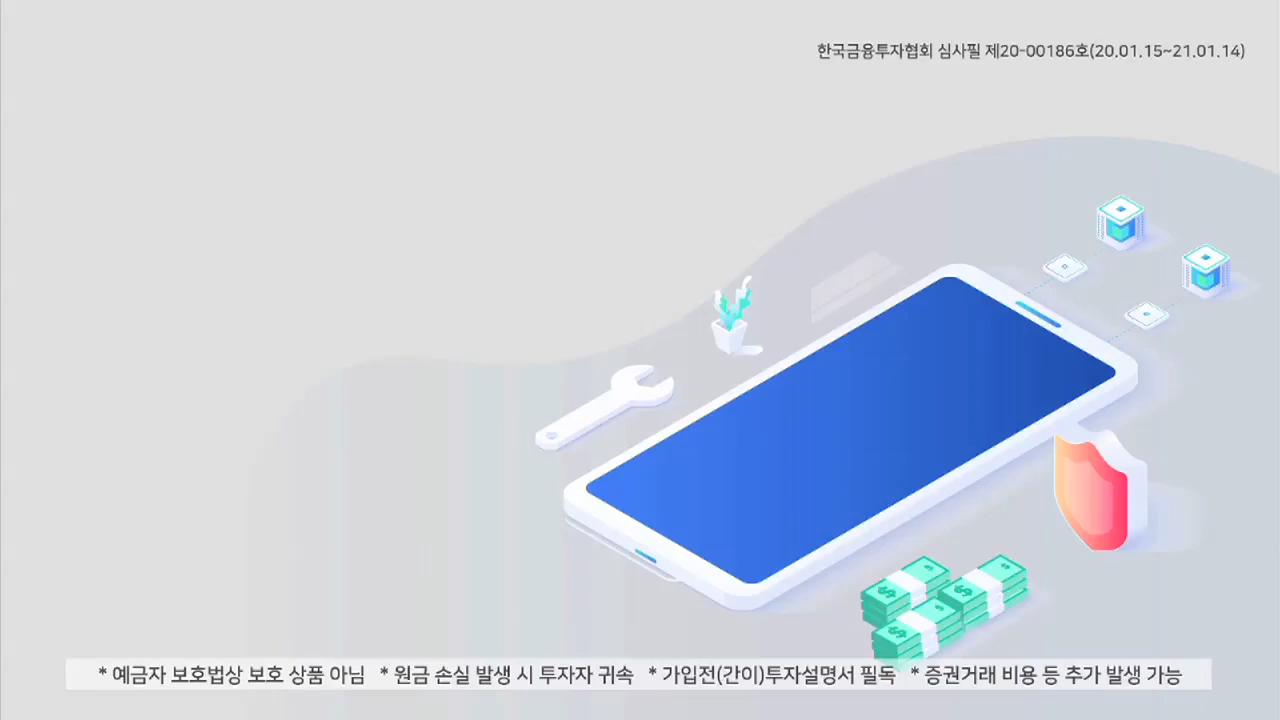 한국금융투자협회 심사필 제20-00186호(20.01.15~21.01.14)
* 예금자 보호법상 보호 상품 아님 * 원금 손실 발생 시 투자자 귀속 * 가입전(간이)투자설명서 필독 * 증권거래 비용 등 추가 발생 가능